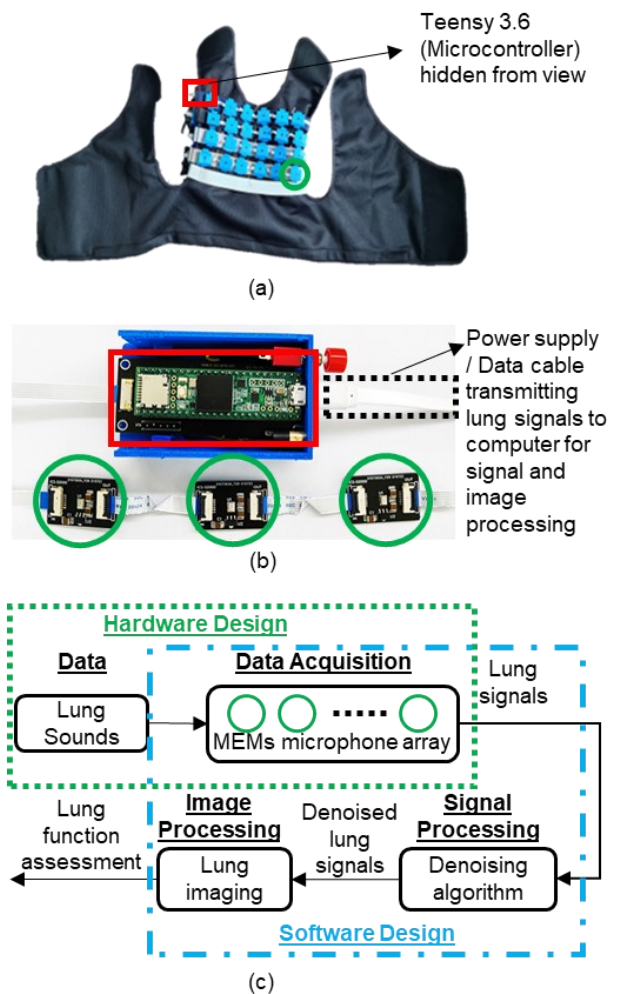 Teensy 3.6
(Microcontroller)
hidden from view
(a)
Power supply
/ Data cable
transmitting
lung signals to
computer for
signal and
image
processing
(b)
Hardware Design
Data
Data Acquisition
Lung
signals
Lung
Sounds
MEMs microphone array
Lung
function
assessment
Image
Processing
Denoised
lung
signals
Signal
Processing
Lung
imaging
Denoising
algorithm
Software Design
(c)